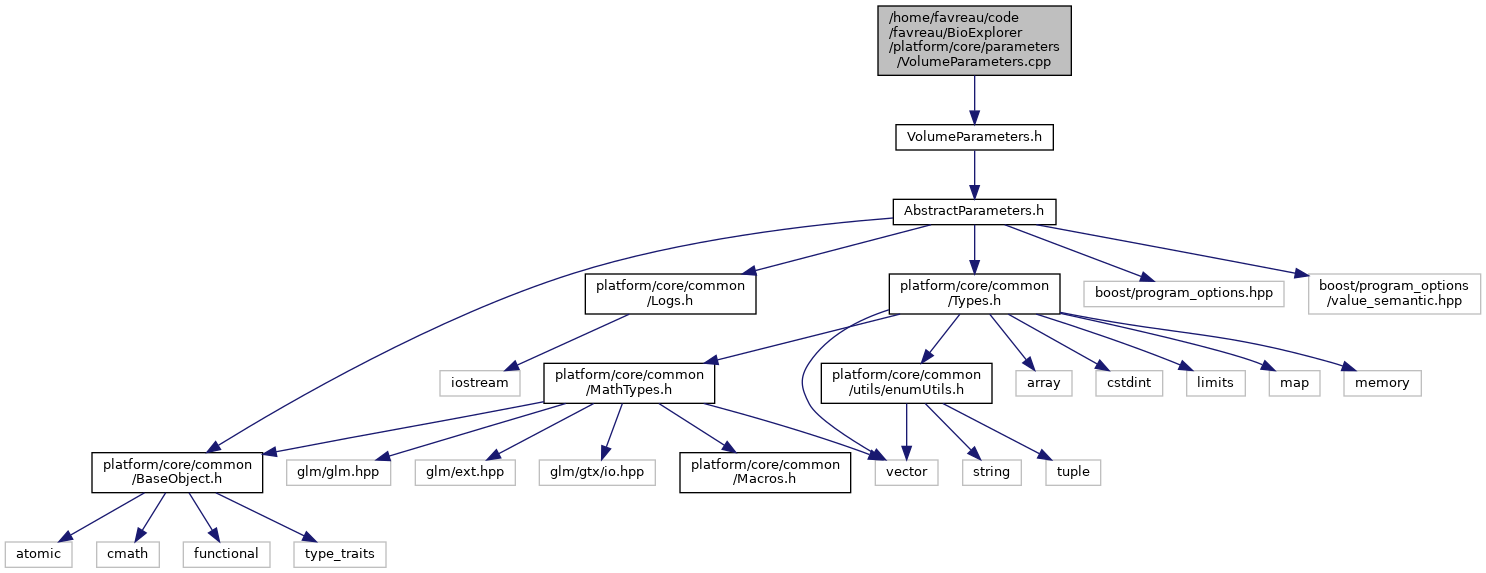 /home/favreau/code
/favreau/BioExplorer
/platform/core/parameters
/VolumeParameters.cpp
VolumeParameters.h
AbstractParameters.h
platform/core/common
/Logs.h
platform/core/common
/Types.h
boost/program_options.hpp
boost/program_options
/value_semantic.hpp
iostream
platform/core/common
/MathTypes.h
platform/core/common
/utils/enumUtils.h
array
cstdint
limits
map
memory
platform/core/common
/BaseObject.h
glm/glm.hpp
glm/ext.hpp
glm/gtx/io.hpp
platform/core/common
/Macros.h
vector
string
tuple
atomic
cmath
functional
type_traits